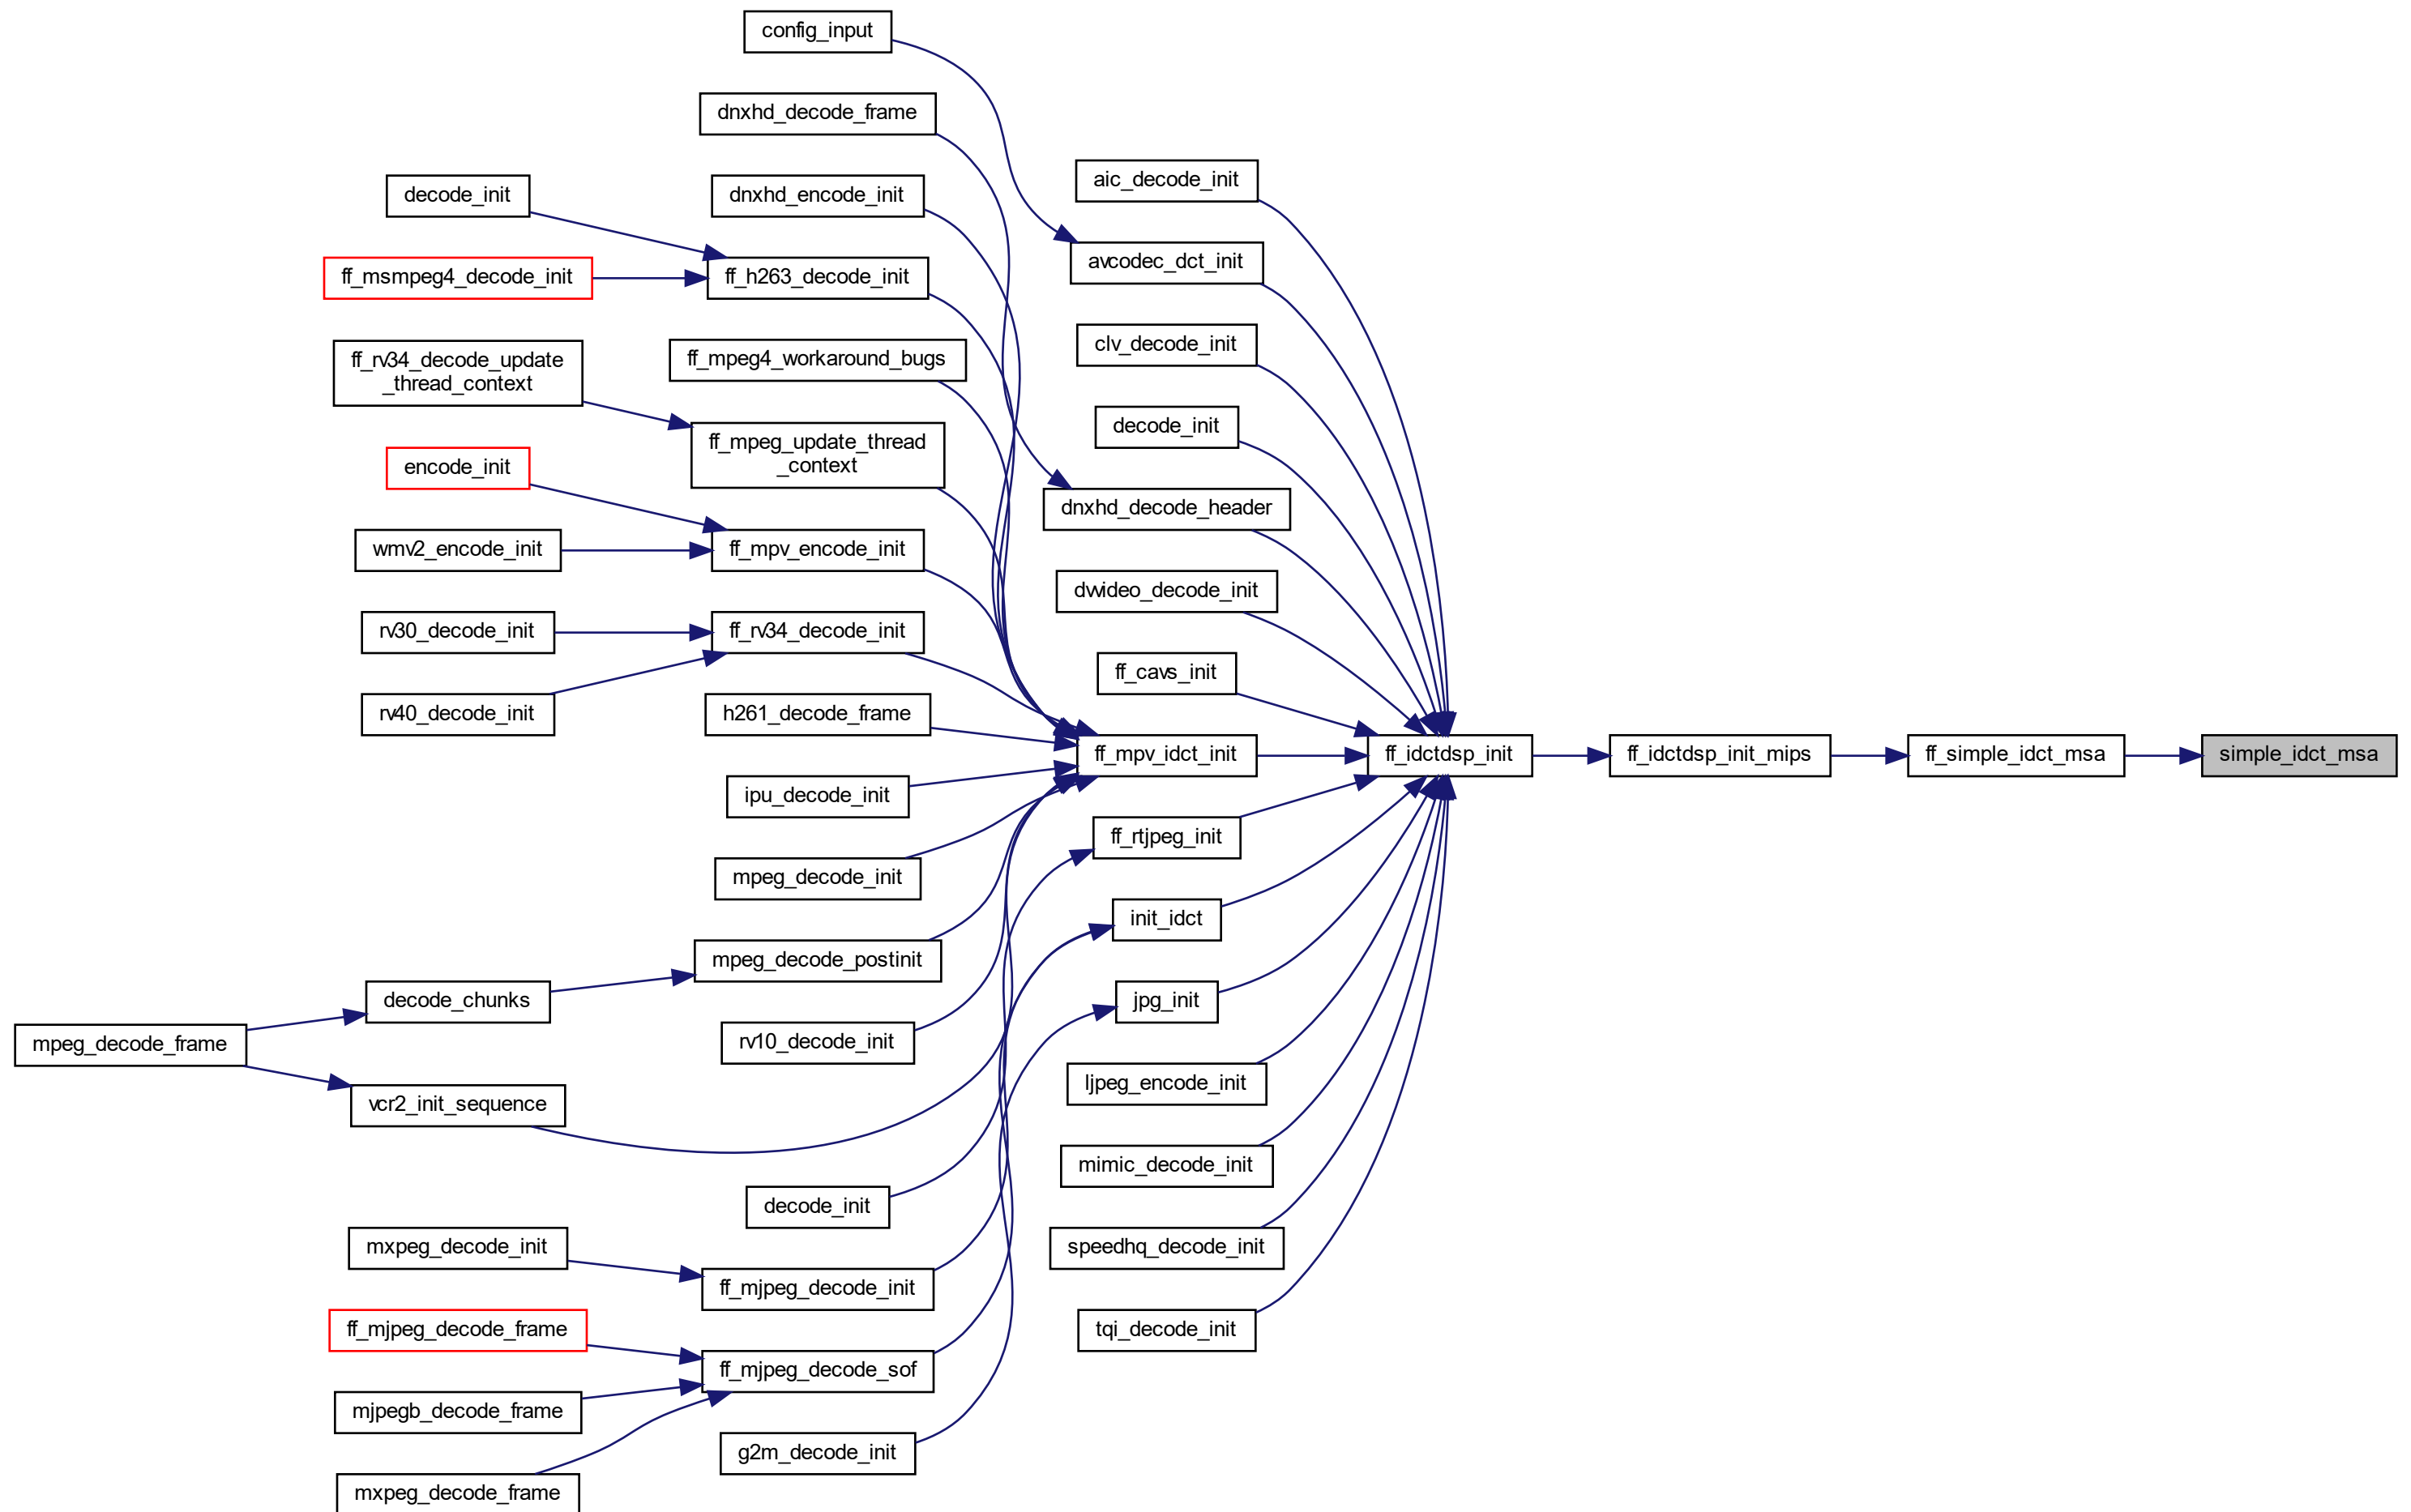 config_input
dnxhd_decode_frame
aic_decode_init
decode_init
dnxhd_encode_init
avcodec_dct_init
ff_msmpeg4_decode_init
ff_h263_decode_init
clv_decode_init
ff_rv34_decode_update
_thread_context
ff_mpeg4_workaround_bugs
decode_init
ff_mpeg_update_thread
_context
encode_init
dnxhd_decode_header
wmv2_encode_init
ff_mpv_encode_init
dvvideo_decode_init
rv30_decode_init
ff_rv34_decode_init
ff_cavs_init
rv40_decode_init
h261_decode_frame
ff_mpv_idct_init
ff_idctdsp_init
ff_idctdsp_init_mips
ff_simple_idct_msa
simple_idct_msa
ipu_decode_init
ff_rtjpeg_init
mpeg_decode_init
init_idct
mpeg_decode_postinit
decode_chunks
jpg_init
mpeg_decode_frame
rv10_decode_init
vcr2_init_sequence
ljpeg_encode_init
mimic_decode_init
decode_init
mxpeg_decode_init
speedhq_decode_init
ff_mjpeg_decode_init
ff_mjpeg_decode_frame
tqi_decode_init
ff_mjpeg_decode_sof
mjpegb_decode_frame
g2m_decode_init
mxpeg_decode_frame